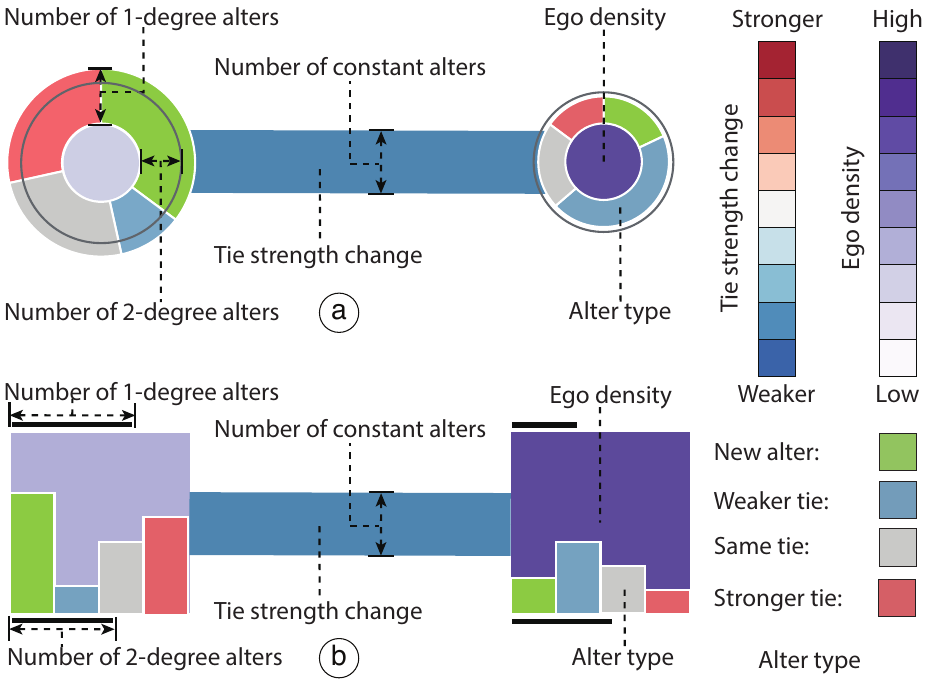 Number of 1-degree alters
Ego density
Stronger
High
Number of constant alters
Tie strength change
Ego density
Tie strength change
Number of 2-degree alters
a
Alter type
Weaker
Low
Number of 1-degree alters
Ego density
Number of constant alters
New alter:
Weaker tie:
Same tie:
Stronger tie:
Tie strength change
Number of 2-degree alters
b
Alter type
Alter type